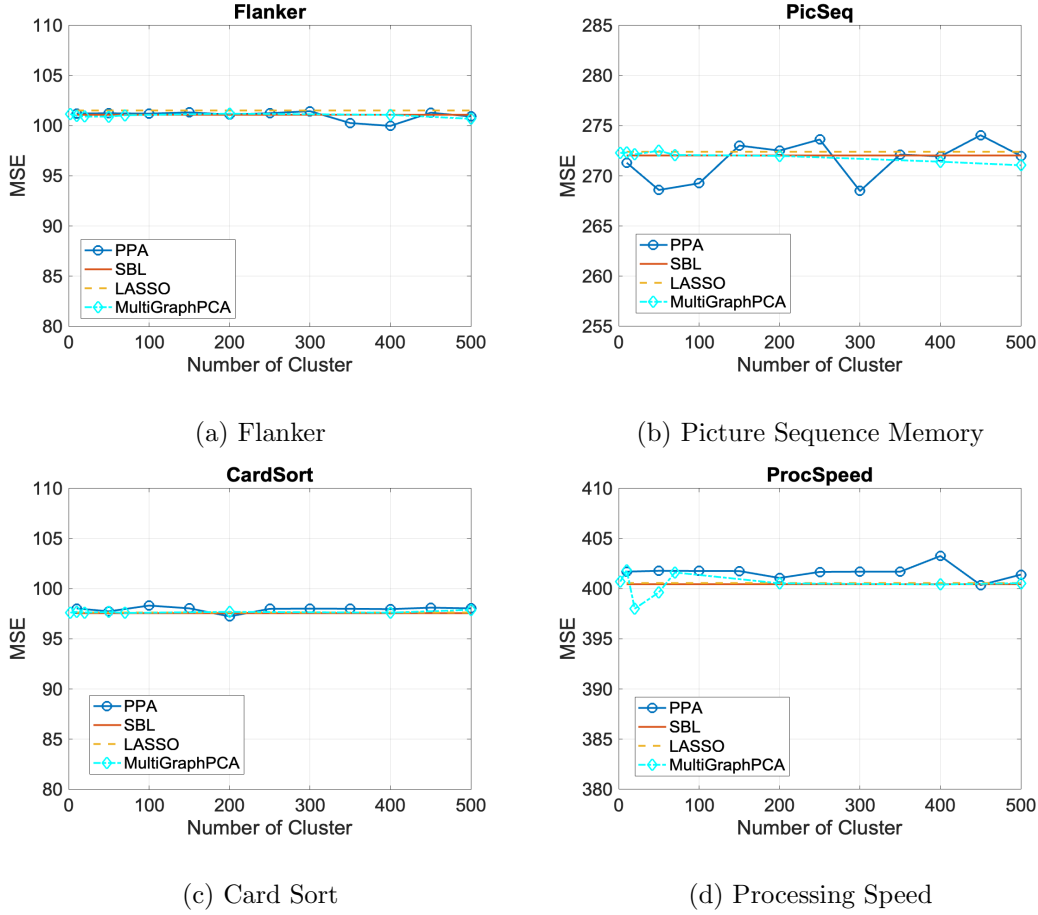 Flanker
110
105
100
95
90
85
80
MSE
PPA
SBL
LASSO
MultiGraphPCA
0 100 200 300 400 500
Number of Cluster
(a) Flanker
PicSeq
285
280
275
270
265
260
255
MSE
PPA
SBL
LASSO
MultiGraphPCA
0 100 200 300 400 500
Number of Cluster
(b) Picture Sequence Memory
CardSort
110
105
100
95
90
85
80
MSE
PPA
SBL
LASSO
MultiGraphPCA
0 100 200 300 400 500
Number of Cluster
(c) Card Sort
ProcSpeed
410
405
400
395
390
385
380
MSE
PPA
SBL
LASSO
MultiGraphPCA
0 100 200 300 400 500
Number of Cluster
(d) Processing Speed